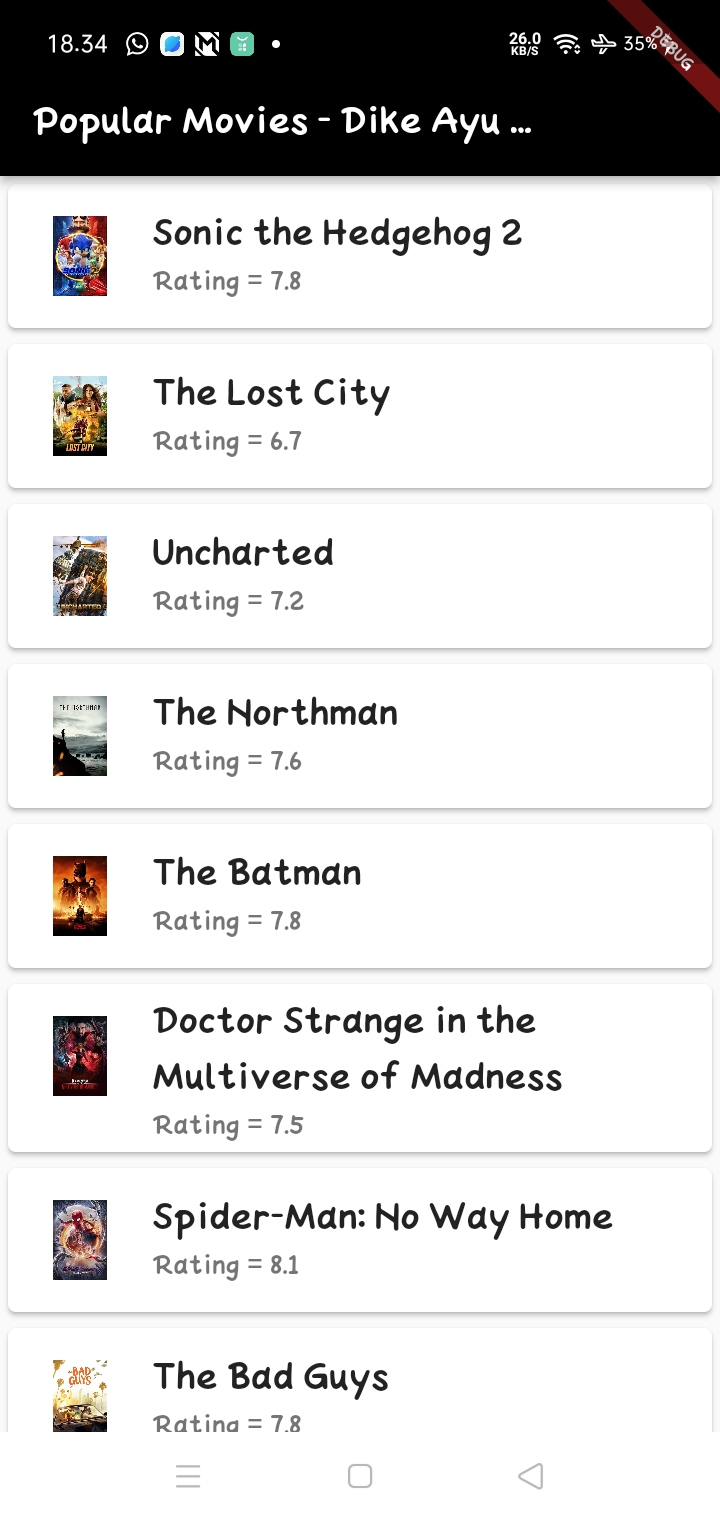 18.34
26.0
KB/S
35%
DEBUG
Popular Movies - Dike Ayu ...
Sonic the Hedgehog 2
Rating = 7.8
The Lost City
Rating = 6.7
LOST CITY
Uncharted
Rating = 7.2
UNCHARTED
The Northman
Rating = 7.6
THE NORTHMAN
The Batman
Rating = 7.8
Doctor Strange in the
Multiverse of Madness
Rating = 7.5
Spider-Man: No Way Home
Rating = 8.1
The Bad Guys
Rating = 7.8
BAD
GUYS